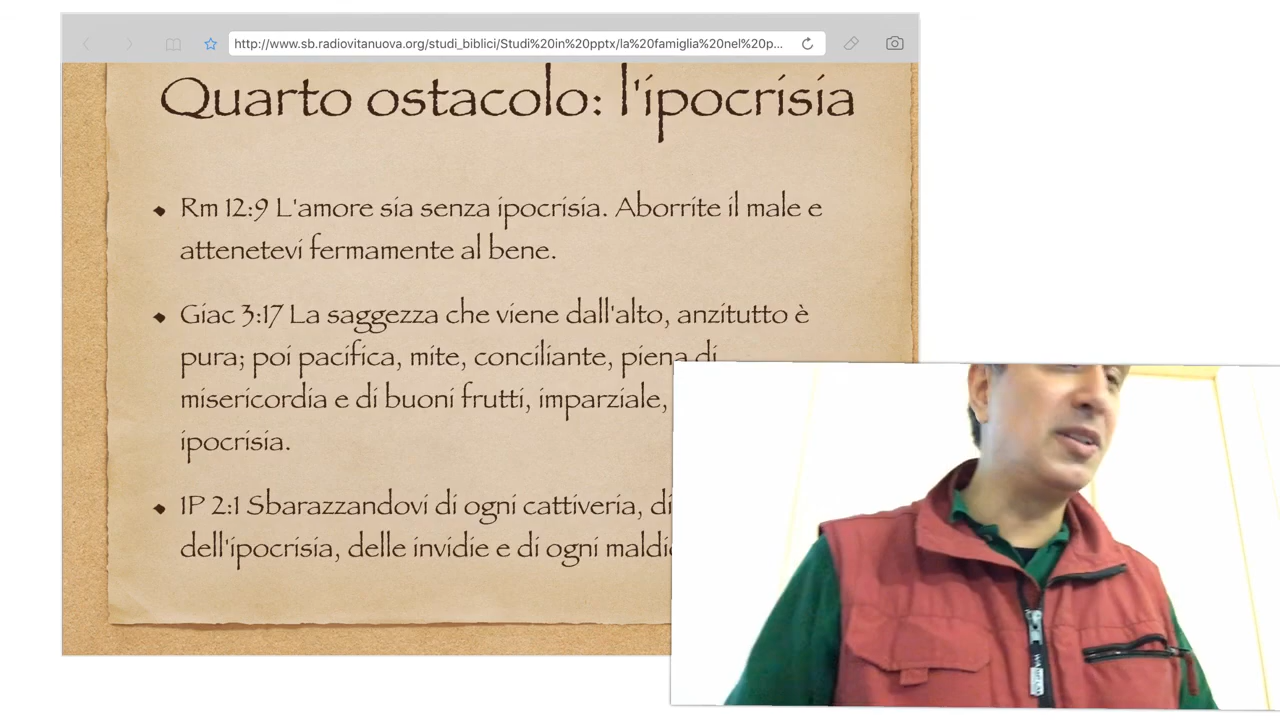 http://www.sb.radiovitanuova.org/studi_biblici/Studi%20in%20pptx/la%20famiglia%20nel%20p...
Quarto ostacolo: l'ipocrisia
Rm 12:9 L'amore sia senza ipocrisia. Aborrite il male e
attenetevi fermamente al bene.
Giac 3:17 La saggezza che viene dall'alto, anzitutto è
pura; poi pacifica, mite, conciliante, piena di
misericordia e di buoni frutti, imparziale,
ipocrisia.
1P 2:1 Sbarazzandovi di ogni cattiveria, di
dell'ipocrisia, delle invidie e di ogni